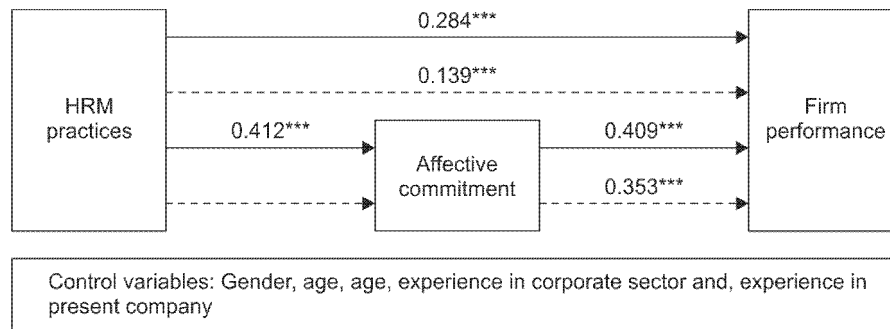 0.284***
0.139***
HRM
practices
0.412***
Affective
commitment
0.409***
0.353***
Firm
performance
Control variables: Gender, age, age, experience in corporate sector and, experience in
present company